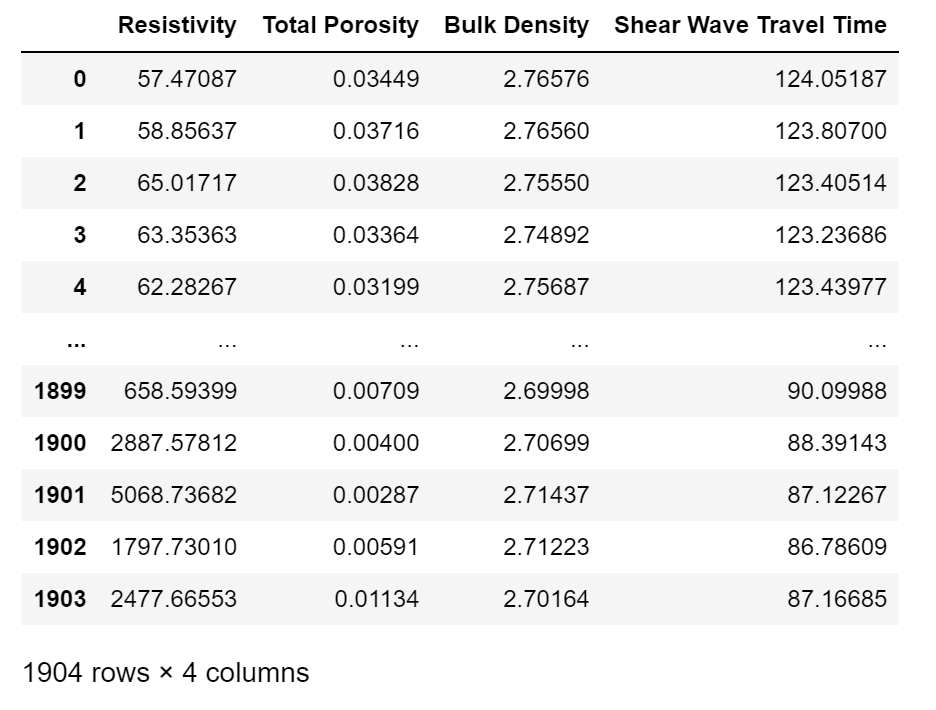 Resistivity Total Porosity Bulk Density Shear Wave Travel Time
0 57.47087 0.03449 2.76576 124.05187
1 58.85637 0.03716 2.76560 123.80700
2 65.01717 0.03828 2.75550 123.40514
3 63.35363 0.03364 2.74892 123.23686
4 62.28267 0.03199 2.75687 123.43977
... ... ... ... ...
1899 658.59399 0.00709 2.69998 90.09988
1900 2887.57812 0.00400 2.70699 88.39143
1901 5068.73682 0.00287 2.71437 87.12267
1902 1797.73010 0.00591 2.71223 86.78609
1903 2477.66553 0.01134 2.70164 87.16685
1904 rows × 4 columns